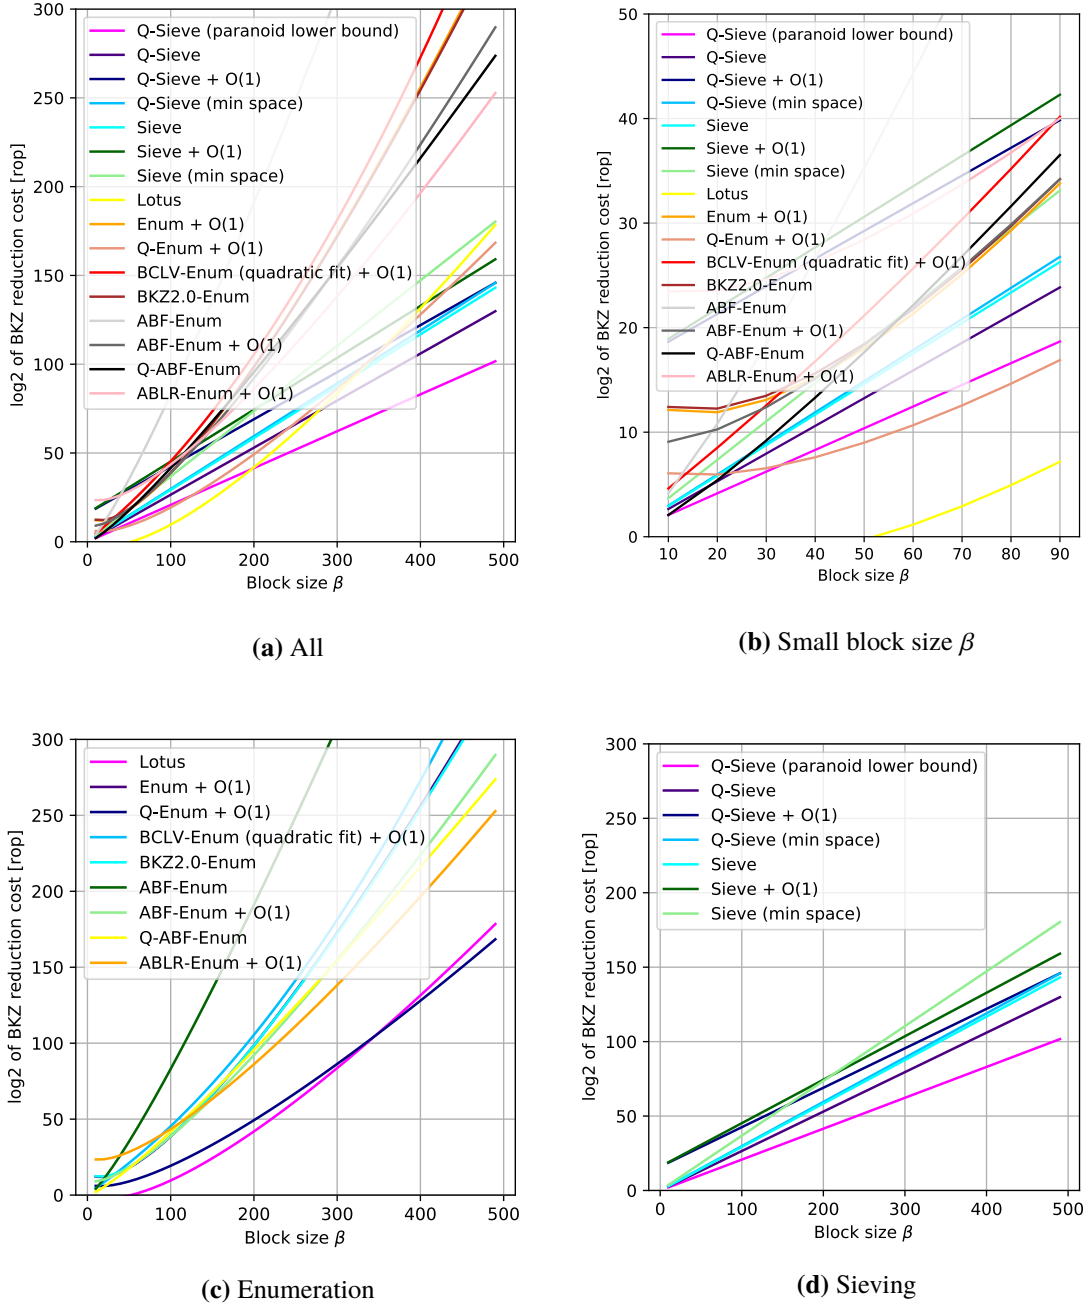 300
250
200
150
100
50
0
log2 of BKZ reduction cost [rop]
Q-Sieve (paranoid lower bound)
Q-Sieve
Q-Sieve + O(1)
Q-Sieve (min space)
Sieve
Sieve + O(1)
Sieve (min space)
Lotus
Enum + O(1)
Q-Enum + O(1)
BCLV-Enum (quadratic fit) + O(1)
BKZ2.0-Enum
ABF-Enum
ABF-Enum + O(1)
Q-ABF-Enum
ABLR-Enum + O(1)
0 100 200 300 400 500
Block size β
(a) All
50
40
30
20
10
0
log2 of BKZ reduction cost [rop]
Q-Sieve (paranoid lower bound)
Q-Sieve
Q-Sieve + O(1)
Q-Sieve (min space)
Sieve
Sieve + O(1)
Sieve (min space)
Lotus
Enum + O(1)
Q-Enum + O(1)
BCLV-Enum (quadratic fit) + O(1)
BKZ2.0-Enum
ABF-Enum
ABF-Enum + O(1)
Q-ABF-Enum
ABLR-Enum + O(1)
10 20 30 40 50 60 70 80 90
Block size β
(b) Small block size β
300
250
200
150
100
50
0
log2 of BKZ reduction cost [rop]
Lotus
Enum + O(1)
Q-Enum + O(1)
BCLV-Enum (quadratic fit) + O(1)
BKZ2.0-Enum
ABF-Enum
ABF-Enum + O(1)
Q-ABF-Enum
ABLR-Enum + O(1)
0 100 200 300 400 500
Block size β
(c) Enumeration
300
250
200
150
100
50
0
log2 of BKZ reduction cost [rop]
Q-Sieve (paranoid lower bound)
Q-Sieve
Q-Sieve + O(1)
Q-Sieve (min space)
Sieve
Sieve + O(1)
Sieve (min space)
0 100 200 300 400 500
Block size β
(d) Sieving